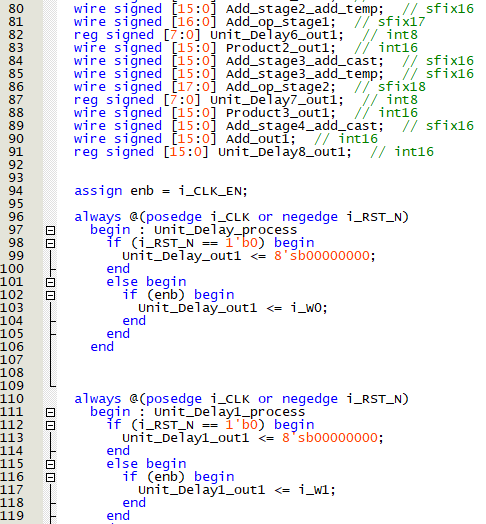 80 wire signed [15:0] Add_stage2_add_temp;  // sfix16
81 wire signed [16:0] Add_op_stage1;  // sfix17
82 reg signed [7:0] Unit_Delay6_out1;  // int8
83 wire signed [15:0] Product2_out1;  // int16
84 wire signed [15:0] Add_stage3_add_cast;  // sfix16
85 wire signed [15:0] Add_stage3_add_temp;  // sfix16
86 wire signed [17:0] Add_op_stage2;  // sfix18
87 reg signed [7:0] Unit_Delay7_out1;  // int8
88 wire signed [15:0] Product3_out1;  // int16
89 wire signed [15:0] Add_stage4_add_cast;  // sfix16
90 wire signed [15:0] Add_out1;  // int16
91 reg signed [15:0] Unit_Delay8_out1;  // int16
92
93
94 assign enb = i_CLK_EN;
95
96 always @(posedge i_CLK or negedge i_RST_N)
97 begin : Unit_Delay_process
98 if (i_RST_N == 1'b0) begin
99 Unit_Delay_out1 <= 8'sb00000000;
100 end
101 else begin
102 if (enb) begin
103 Unit_Delay_out1 <= i_W0;
104 end
105 end
106 end
107
108
109
110 always @(posedge i_CLK or negedge i_RST_N)
111 begin : Unit_Delay1_process
112 if (i_RST_N == 1'b0) begin
113 Unit_Delay1_out1 <= 8'sb00000000;
114 end
115 else begin
116 if (enb) begin
117 Unit_Delay1_out1 <= i_W1;
118 end
119 end